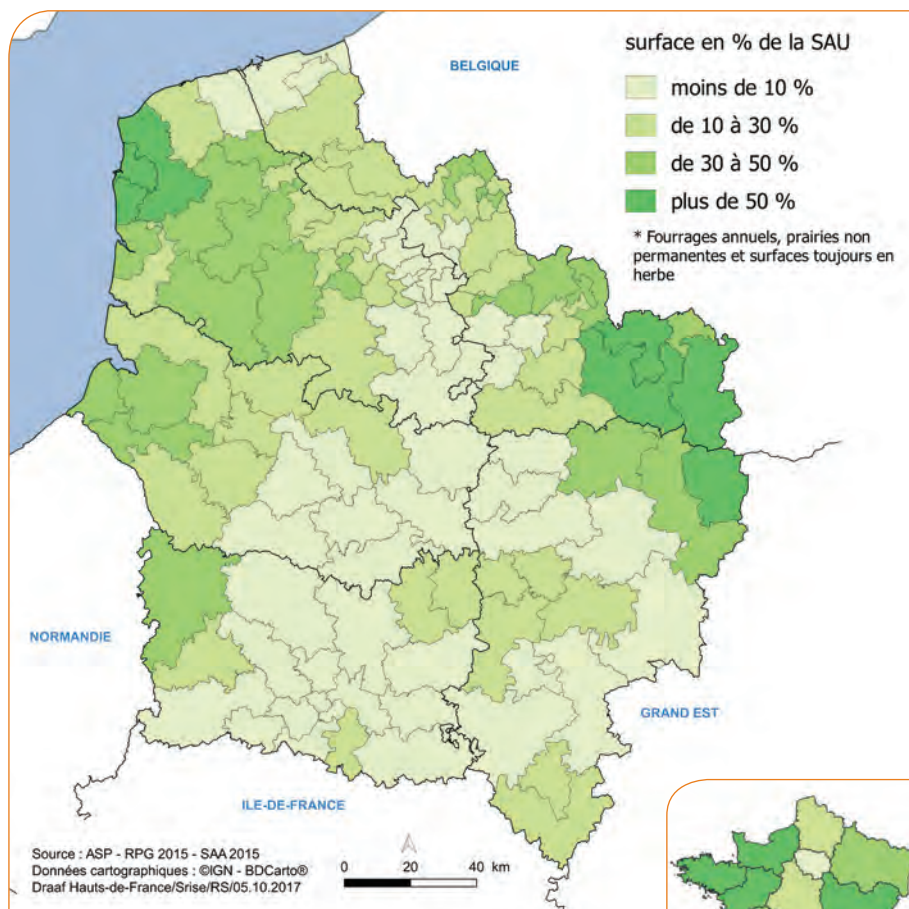 surface en % de la SAU
BELGIQUE
moins de 10 %
de 10 à 30 %
de 30 à 50 %
plus de 50 %
* Fourrages annuels, prairies non
permanentes et surfaces toujours en
herbe
NORMANDIE
GRAND EST
ILE-DE-FRANCE
Source : ASP - RPG 2015 - SAA 2015
Données cartographiques : ©IGN - BDCarto®
Draaf Hauts-de-France/Srise/RS/05.10.2017
0 20 40 km